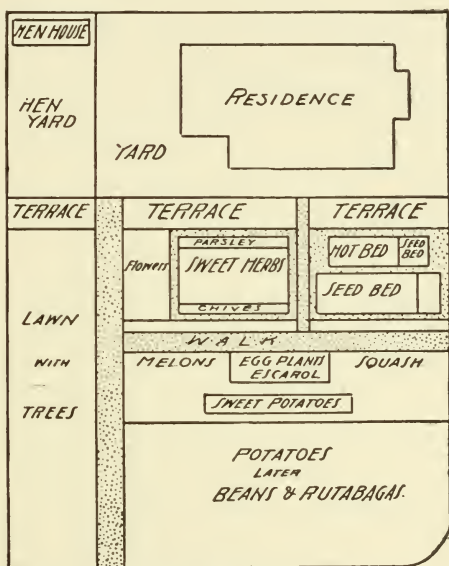 HEN HOUSE
HEN
YARD
RESIDENCE
YARD
TERRACE
TERRACE
TERRACE
PARSLEY
Flowers
SWEET HERBS
CHIVES
HOT BED
SEED
BED
SEED BED
LAWN
WITH
TREES
WALK
MELONS
EGG PLANTS
ESCAROL
SQUASH
SWEET POTATOES
POTATOES
LATER
BEANS & RUTABAGAS.